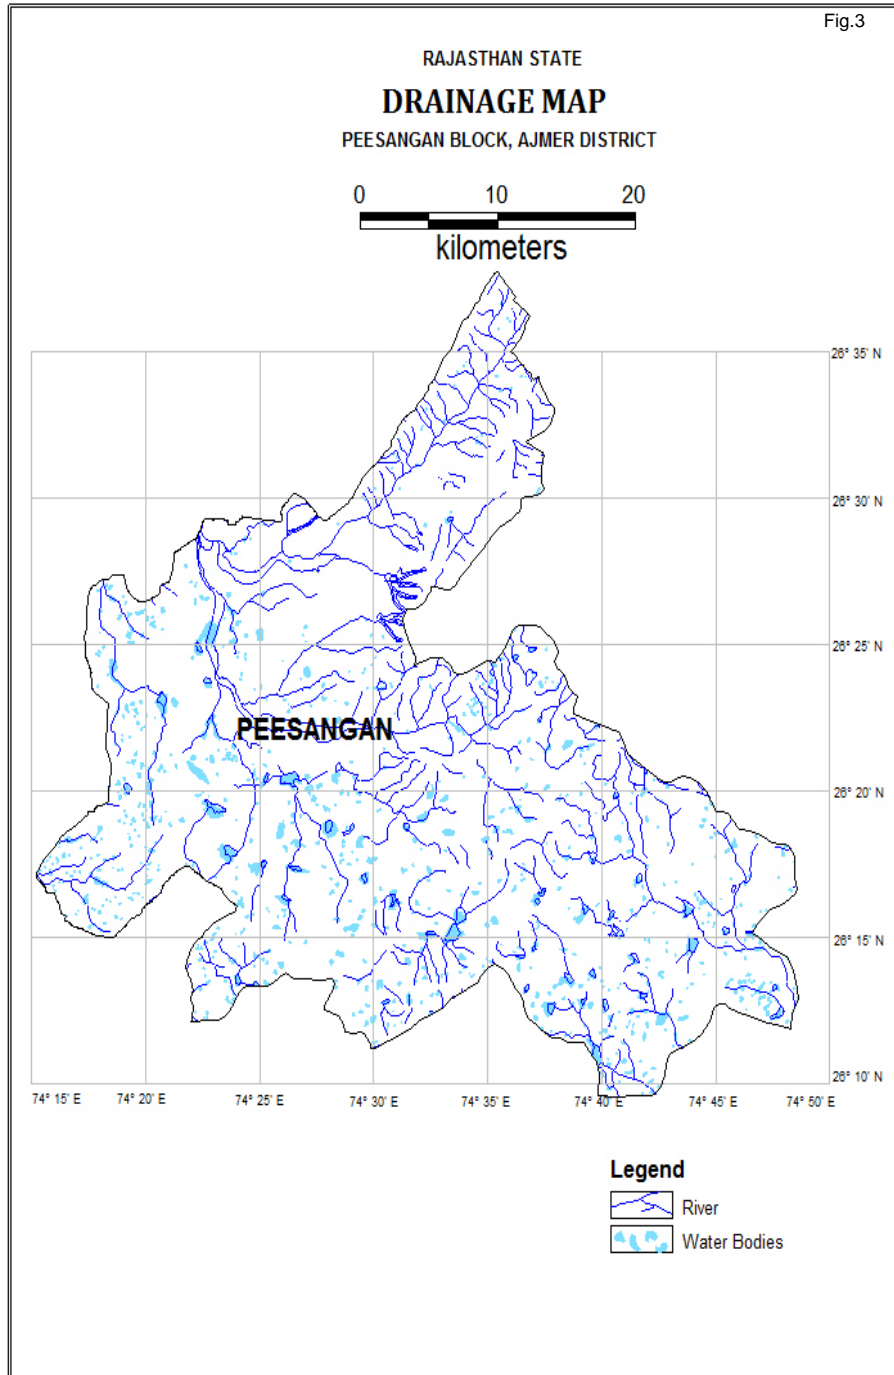 Fig.3
RAJASTHAN STATE
DRAINAGE MAP
PEESANGAN BLOCK, AJMER DISTRICT
0 10 20
kilometers
26° 35' N
26° 30' N
26° 25' N
PEESANGAN
26° 20' N
26° 15' N
26° 10' N
74° 15' E 74° 20' E 74° 25' E 74° 30' E 74° 35' E 74° 40' E 74° 45' E 74° 50' E
Legend
River
Water Bodies